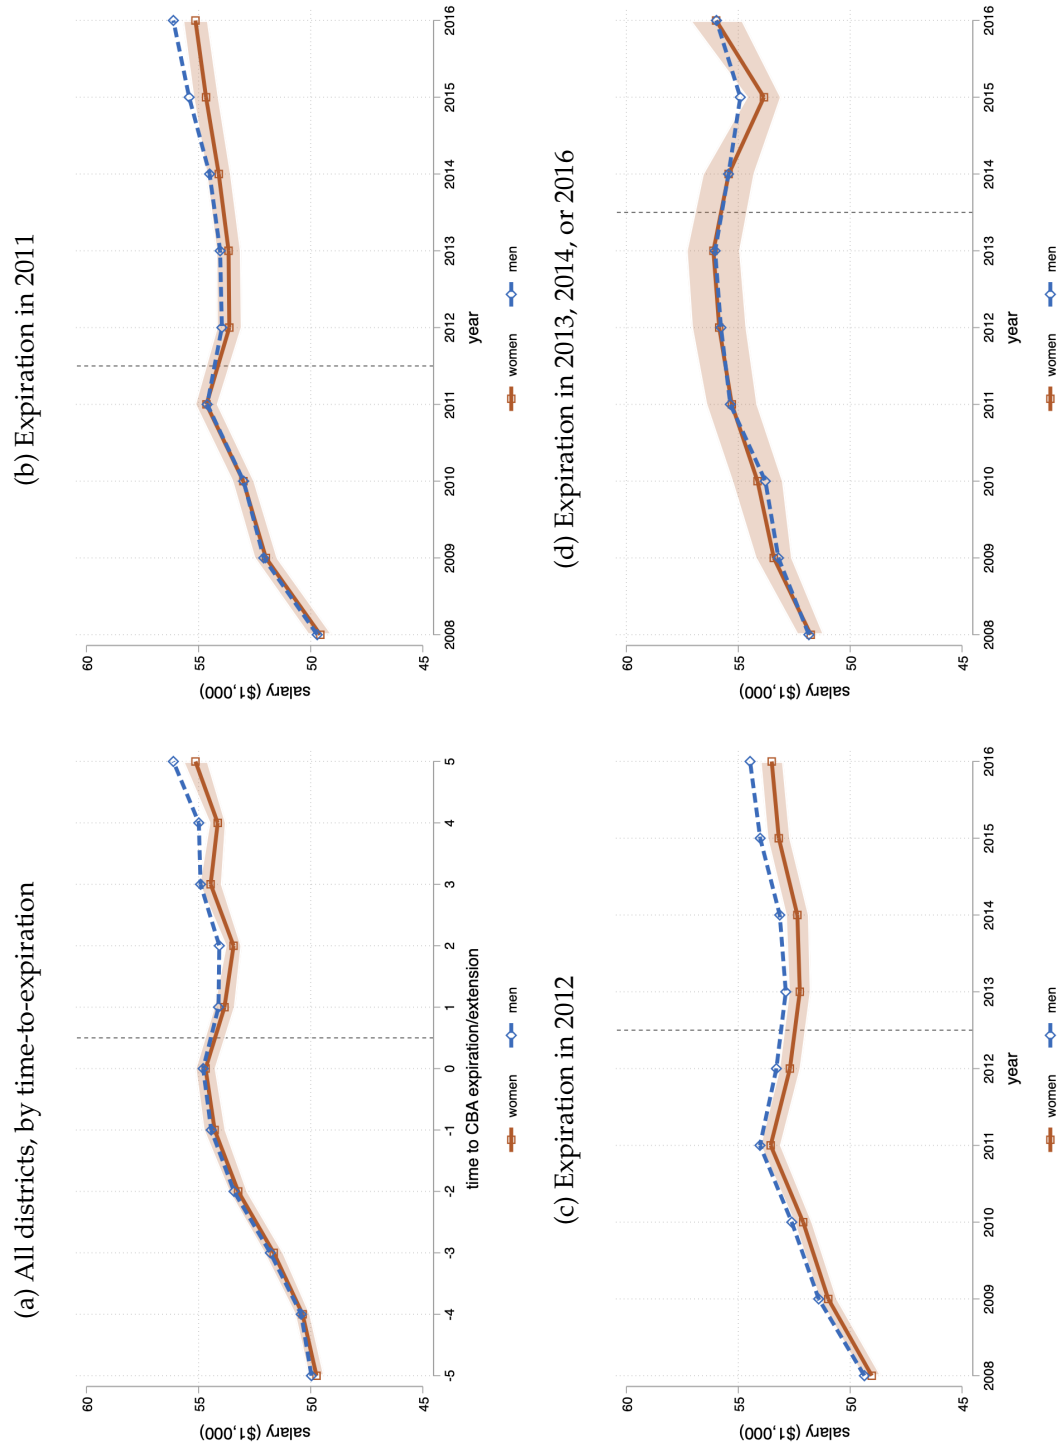 (a) All districts, by time-to-expiration
salary ($1,000)
60
55
50
45
-5 -4 -3 -2 -1 0 1 2 3 4 5
time to CBA expiration/extension
women men
(b) Expiration in 2011
salary ($1,000)
60
55
50
45
2008 2009 2010 2011 2012 2013 2014 2015 2016
year
women men
(c) Expiration in 2012
salary ($1,000)
60
55
50
45
2008 2009 2010 2011 2012 2013 2014 2015 2016
year
women men
(d) Expiration in 2013, 2014, or 2016
salary ($1,000)
60
55
50
45
2008 2009 2010 2011 2012 2013 2014 2015 2016
year
women men